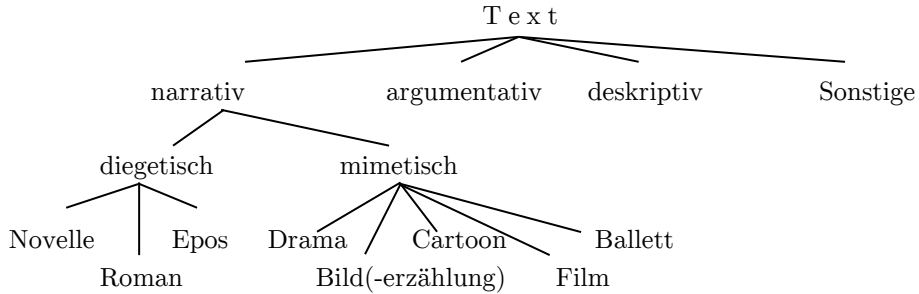 T e x t
narrativ argumentativ deskriptiv Sonstige
diegetisch mimetisch
Novelle Epos Drama Cartoon Ballett
Roman Bild(-erzählung) Film